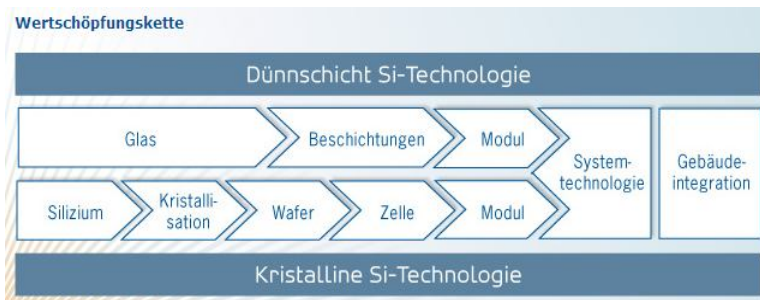 Wertschöpfungskette
Dünnschicht Si-Technologie
Glas
Beschichtungen
Modul
System-
technologie
Gebäude-
integration
Silizium
Kristalli-
sation
Wafer
Zelle
Modul
Kristalline Si-Technologie